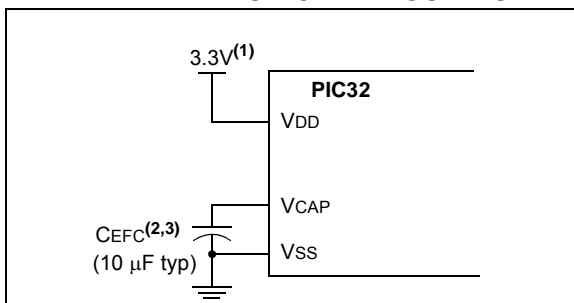 3.3V(1)
PIC32
VDD
VCAP
CEFC(2,3)
(10 μF typ)
VSS